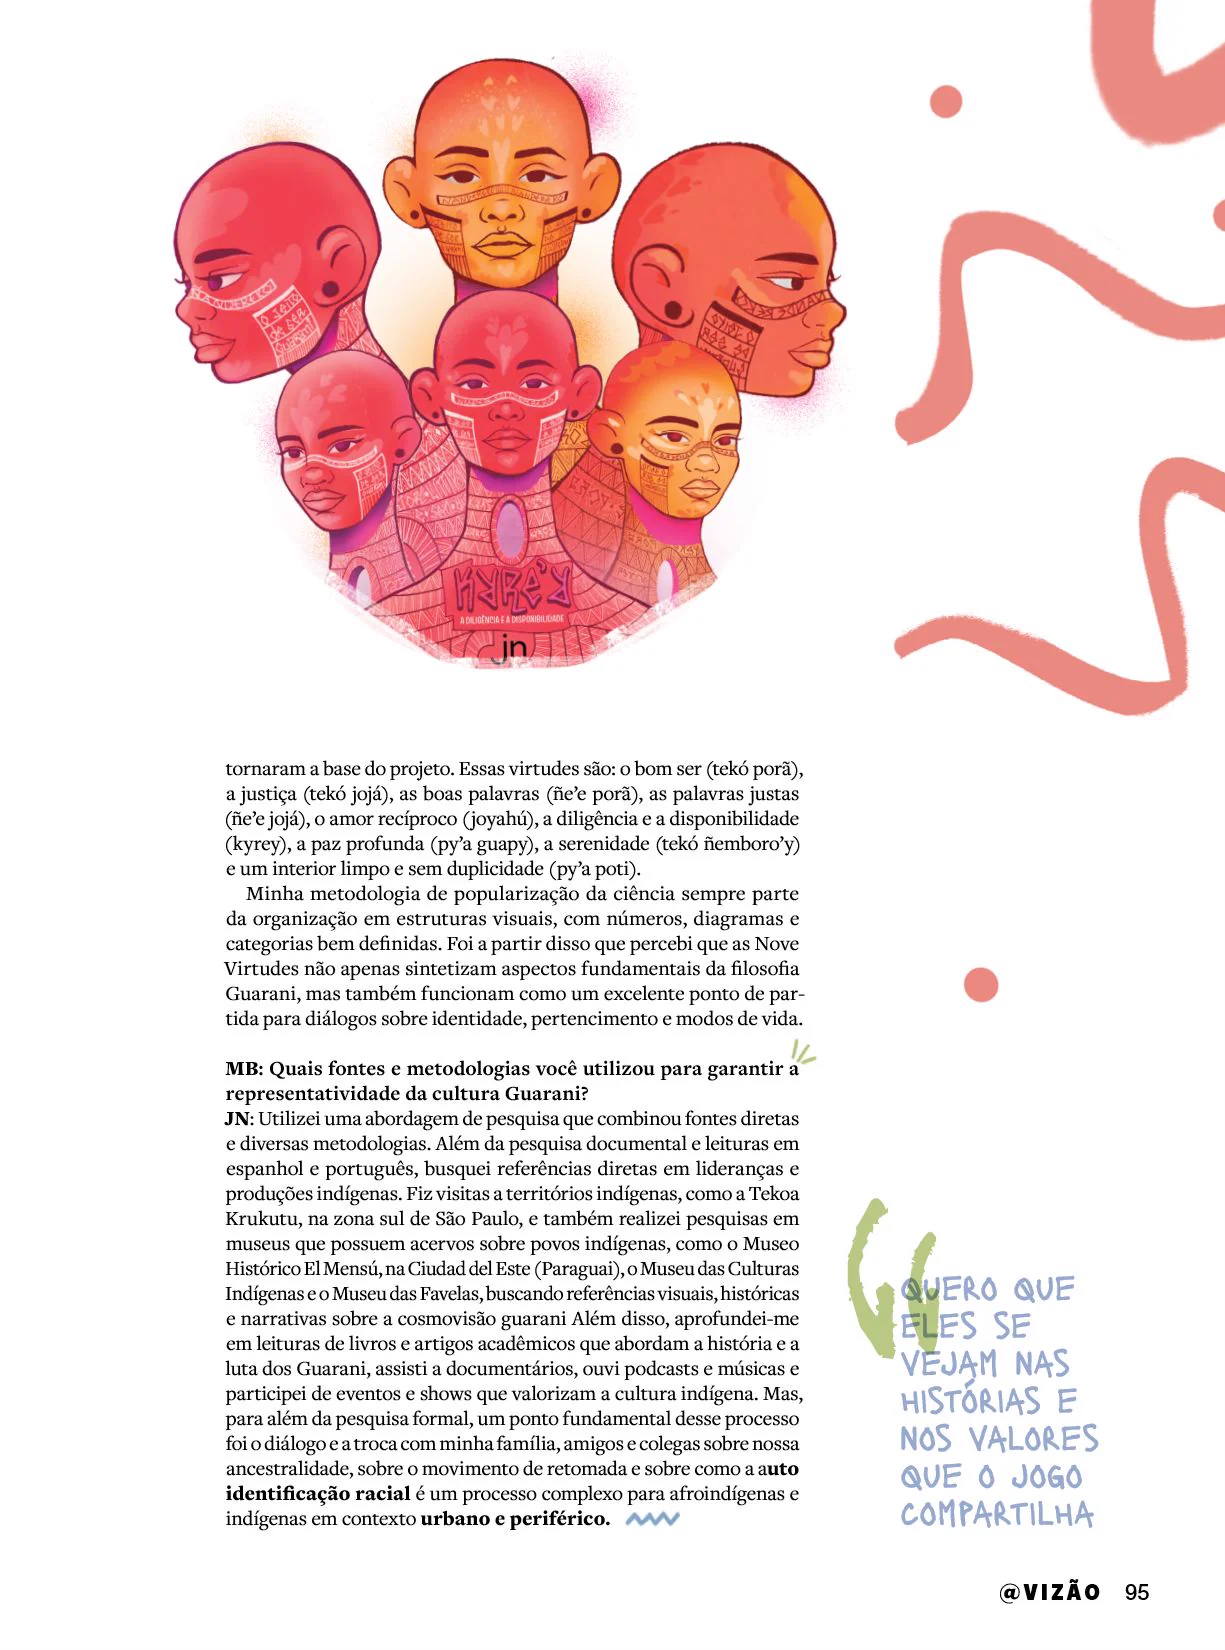 ÑANDEREKO
O JEITO
DE SER
GUARANI
KYRE'Y
A DILIGÊNCIA E A DISPONIBILIDADE
jn
tornaram a base do projeto. Essas virtudes são: o bom ser (tekó porã),
a justiça (tekó jojá), as boas palavras (ñe’e porã), as palavras justas
(ñe’e jojá), o amor recíproco (joyahú), a diligência e a disponibilidade
(kyrey), a paz profunda (py’a guapy), a serenidade (tekó ñemboro’y)
e um interior limpo e sem duplicidade (py’a poti).
Minha metodologia de popularização da ciência sempre parte
da organização em estruturas visuais, com números, diagramas e
categorias bem definidas. Foi a partir disso que percebi que as Nove
Virtudes não apenas sintetizam aspectos fundamentais da filosofia
Guarani, mas também funcionam como um excelente ponto de par-
tida para diálogos sobre identidade, pertencimento e modos de vida.
MB: Quais fontes e metodologias você utilizou para garantir a
representatividade da cultura Guarani?
JN: Utilizei uma abordagem de pesquisa que combinou fontes diretas
e diversas metodologias. Além da pesquisa documental e leituras em
espanhol e português, busquei referências diretas em lideranças e
produções indígenas. Fiz visitas a territórios indígenas, como a Tekoa
Krukutu, na zona sul de São Paulo, e também realizei pesquisas em
museus que possuem acervos sobre povos indígenas, como o Museo
Histórico El Mensú, na Ciudad del Este (Paraguai), o Museu das Culturas
Indígenas e o Museu das Favelas, buscando referências visuais, históricas
e narrativas sobre a cosmovisão guarani Além disso, aprofundei-me
em leituras de livros e artigos acadêmicos que abordam a história e a
luta dos Guarani, assisti a documentários, ouvi podcasts e músicas e
participei de eventos e shows que valorizam a cultura indígena. Mas,
para além da pesquisa formal, um ponto fundamental desse processo
foi o diálogo e a troca com minha família, amigos e colegas sobre nossa
ancestralidade, sobre o movimento de retomada e sobre como a auto
identificação racial é um processo complexo para afroindígenas e
indígenas em contexto urbano e periférico.
QUERO QUE
ELES SE
VEJAM NAS
HISTÓRIAS E
NOS VALORES
QUE O JOGO
COMPARTILHA
@VIZÃO 95